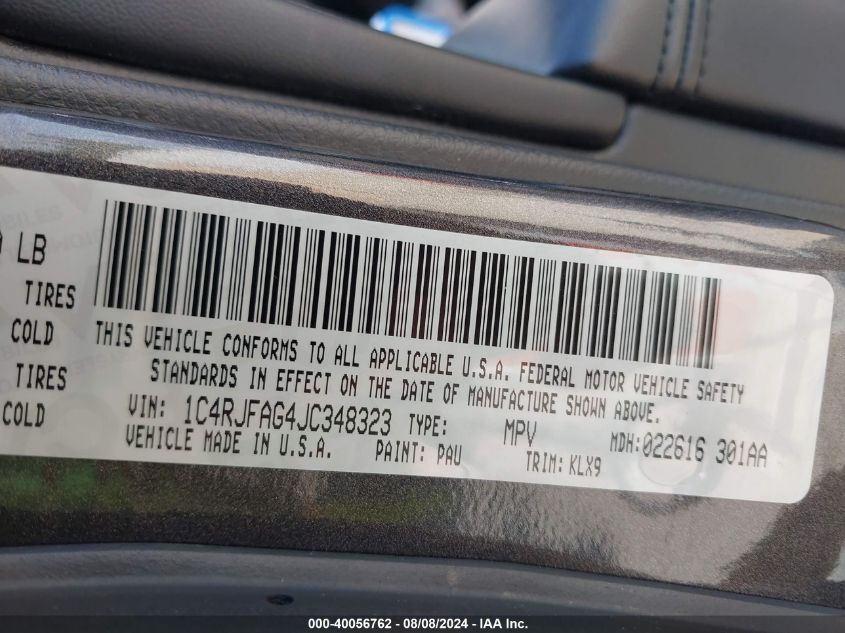 LB
TIRES
COLD
TIRES
COLD
THIS VEHICLE CONFORMS TO ALL APPLICABLE U.S.A. FEDERAL MOTOR VEHICLE SAFETY
STANDARDS IN EFFECT ON THE DATE OF MANUFACTURE SHOWN ABOVE.
VIN: 1C4RJFAG4JC348323 TYPE: MPV MDH:022616 301AA
VEHICLE MADE IN U.S.A. PAINT: PAU TRIM: KLX9
000-40056762 - 08/08/2024 - IAA Inc.